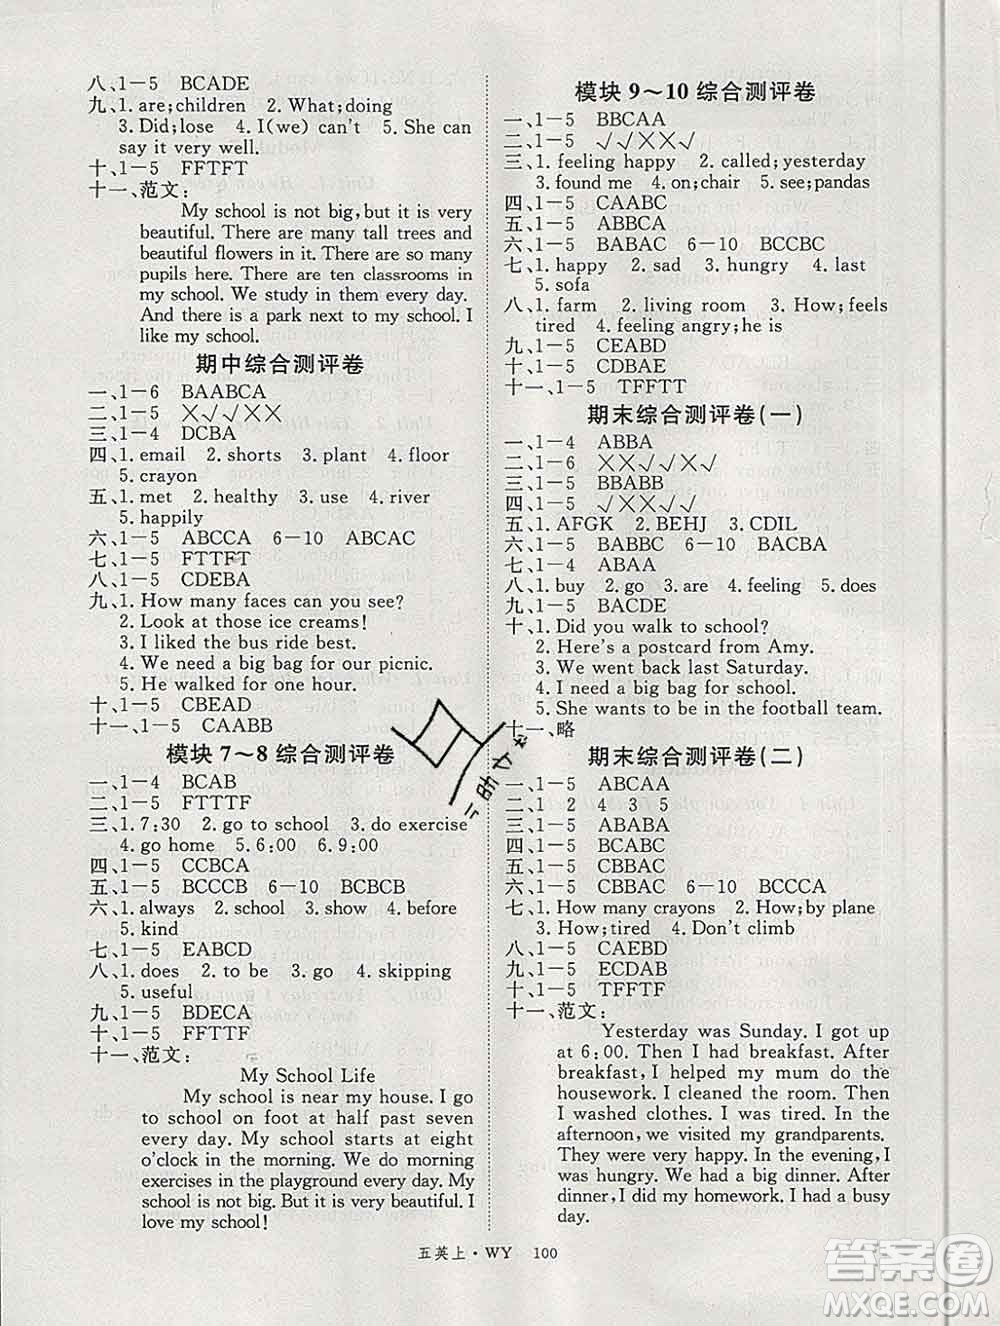 八、1—5 BCADE
九、1. are;children 2. What;doing
3. Did;lose 4. I(we) can't 5. She can
say it very well.
十、1—5 FFTFT
十一、范文:
My school is not big, but it is very
beautiful. There are many tall trees and
beautiful flowers in it. There are so many
pupils here. There are ten classrooms in
my school. We study in them every day.
And there is a park next to my school. I
like my school.
期中综合测评卷
一、1—6 BAABCA
二、1—5 ×√√××
三、1—4 DCBA
四、1. email 2. shorts 3. plant 4. floor
5. crayon
五、1. met 2. healthy 3. use 4. river
5. happily
六、1—5 ABCCA 6—10 ABCAC
七、1—5 FTTFT
八、1—5 CDEBA
九、1. How many faces can you see?
2. Look at those ice creams!
3. I liked the bus ride best.
4. We need a big bag for our picnic.
5. He walked for one hour.
十、1—5 CBEAD
十一、1—5 CAABB
模块 7～8 综合测评卷
一、1—4 BCAB
二、1—5 FTTTF
三、1. 7:30 2. go to school 3. do exercise
4. go home 5. 6:00 6. 9:00
四、1—5 CCBCA
五、1—5 BCCCB 6—10 BCBCB
六、1. always 2. school 3. show 4. before
5. kind
七、1—5 EABCD
八、1. does 2. to be 3. go 4. skipping
5. useful
九、1—5 BDECA
十、1—5 FFTTF
十一、范文:
My School Life
My school is near my house. I go to
school on foot at half past seven
every day. My school starts at eight
o'clock in the morning. We do morning
exercises in the playground every day. My
school is not big. But it is very beautiful. I
love my school!
模块 9～10 综合测评卷
一、1—5 BBCAA
二、1—5 √√××√
三、1. feeling happy 2. called;yesterday
3. found me 4. on;chair 5. see;pandas
四、1—5 CAABC
五、1—5 ABBCA
六、1—5 BABAC 6—10 BCCBC
七、1. happy 2. sad 3. hungry 4. last
5. sofa
八、1. farm 2. living room 3. How;feels
tired 4. feeling angry;he is
九、1—5 CEABD
十、1—5 CDBAE
十一、1—5 TFFTT
期末综合测评卷(一)
一、1—4 ABBA
二、1—6 ××√√×√
三、1—5 BBABB
四、1—5 √××√√
五、1. AFGK 2. BEHJ 3. CDIL
六、1—5 BABBC 6—10 BACBA
七、1—4 ABAA
八、1. buy 2. go 3. are 4. feeling 5. does
九、1—5 BACDE
十、1. Did you walk to school?
2. Here's a postcard from Amy.
3. We went back last Saturday.
4. I need a big bag for school.
5. She wants to be in the football team.
十一、略
期末综合测评卷(二)
一、1—5 ABCAA
二、1 2 4 3 5
三、1—5 ABABA
四、1—5 BCABC
五、1—5 CBBAC
六、1—5 CBBAC 6—10 BCCCA
七、1. How many crayons 2. How;by plane
3. How;tired 4. Don't climb
八、1—5 CAEBD
九、1—5 ECDAB
十、1—5 FTTTF
十一、范文:
Yesterday was Sunday. I got up
at 6:00. Then I had breakfast. After
breakfast, I helped my mum do the
housework. I cleaned the room. Then
I washed clothes. I was tired. In the
afternoon, we visited my grandparents.
They were very happy. In the evening, I
was hungry. We had a big dinner. After
dinner, I did my homework. I had a busy
day.
五英上·WY 100
答案圈
MXQE.COM